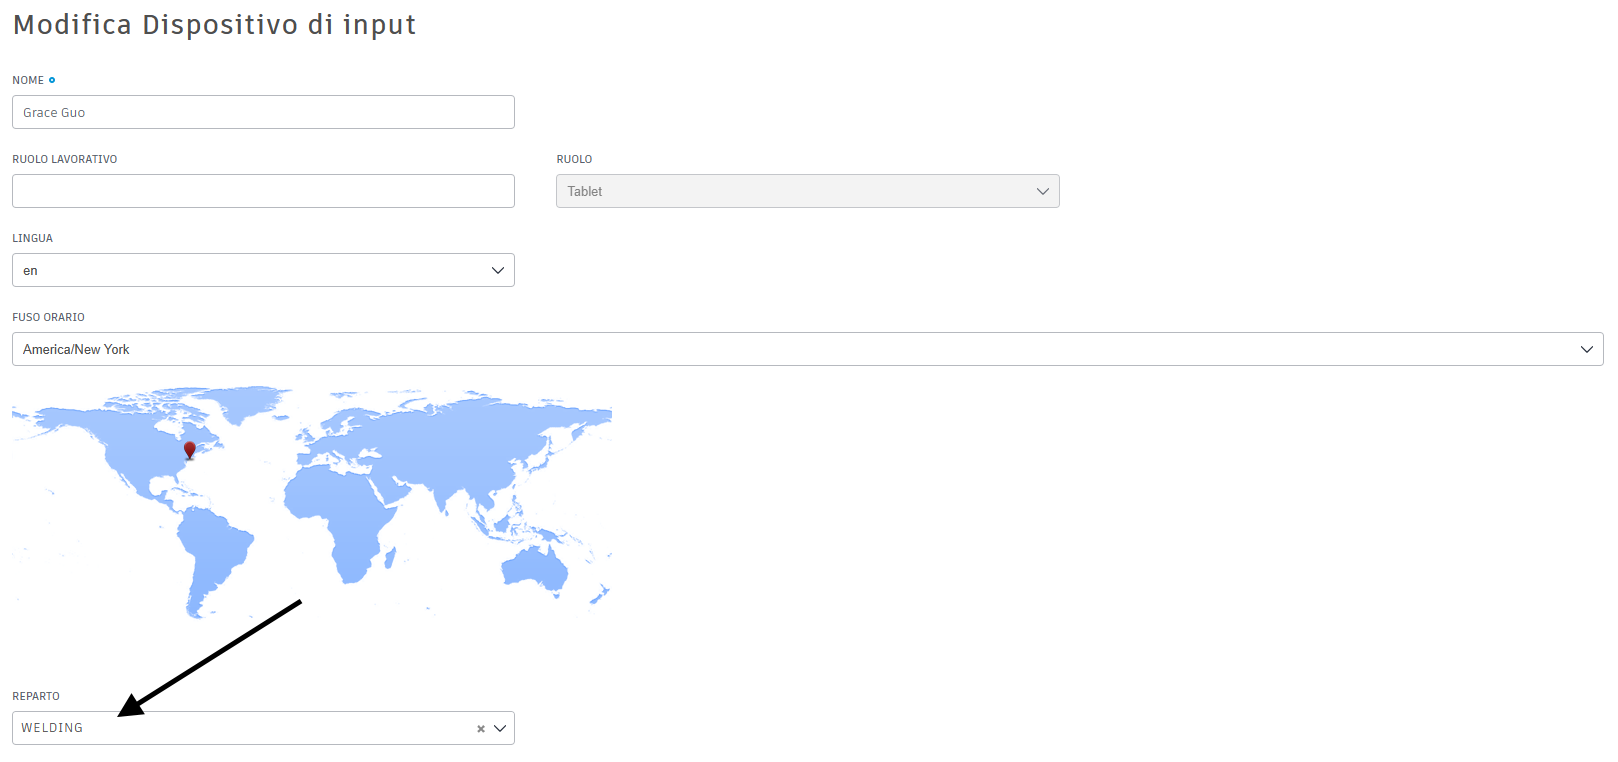 Modifica Dispositivo di input
NOME
Grace Guo
RUOLO LAVORATIVO
RUOLO
Tablet
LINGUA
en
FUSO ORARIO
America/New York
REPARTO
WELDING